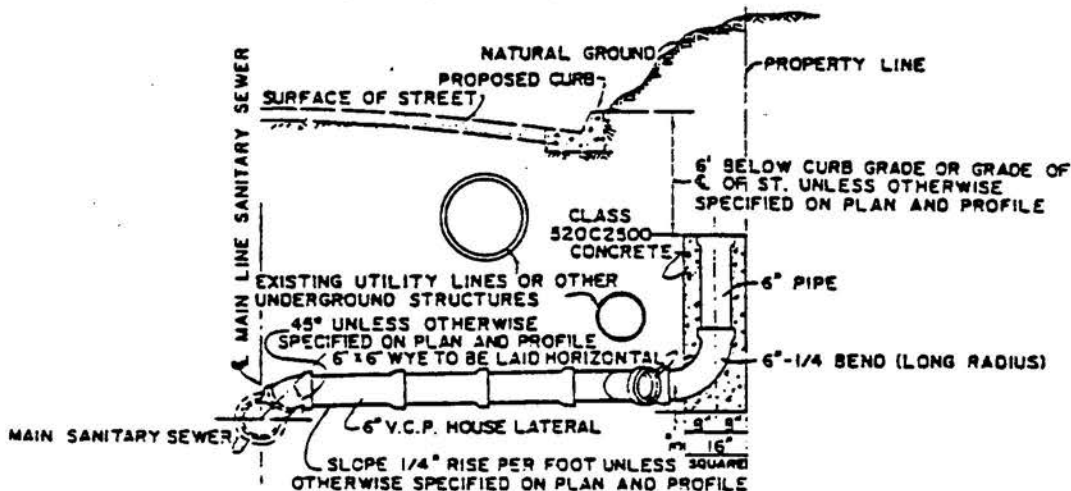 NATURAL GROUND
PROPOSED CURB
SURFACE OF STREET
PROPERTY LINE
℄ MAIN LINE SANITARY SEWER
6' BELOW CURB GRADE OR GRADE OF
℄ OF ST. UNLESS OTHERWISE
SPECIFIED ON PLAN AND PROFILE
CLASS
520C2500
CONCRETE
EXISTING UTILITY LINES OR OTHER
UNDERGROUND STRUCTURES
6" PIPE
45° UNLESS OTHERWISE
SPECIFIED ON PLAN AND PROFILE
6" X 6" WYE TO BE LAID HORIZONTAL
6"-1/4 BEND (LONG RADIUS)
MAIN SANITARY SEWER
6" V.C.P. HOUSE LATERAL
16"
SQUARE
SLOPE 1/4" RISE PER FOOT UNLESS
OTHERWISE SPECIFIED ON PLAN AND PROFILE